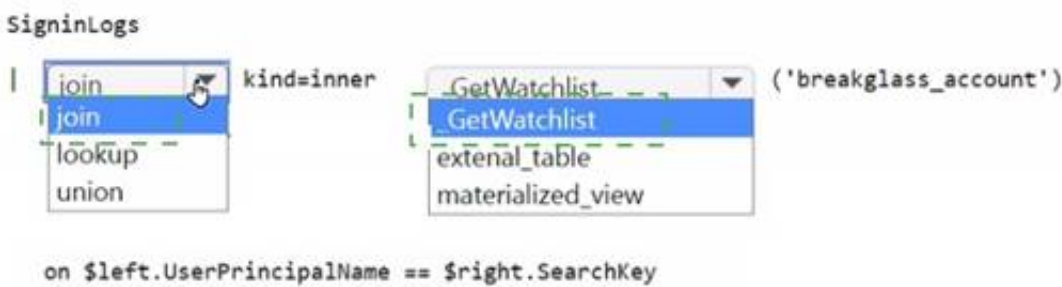 SigninLogs
| join kind=inner _GetWatchlist ('breakglass_account')
join _GetWatchlist
lookup extenal_table
union materialized_view
on $left.UserPrincipalName == $right.SearchKey